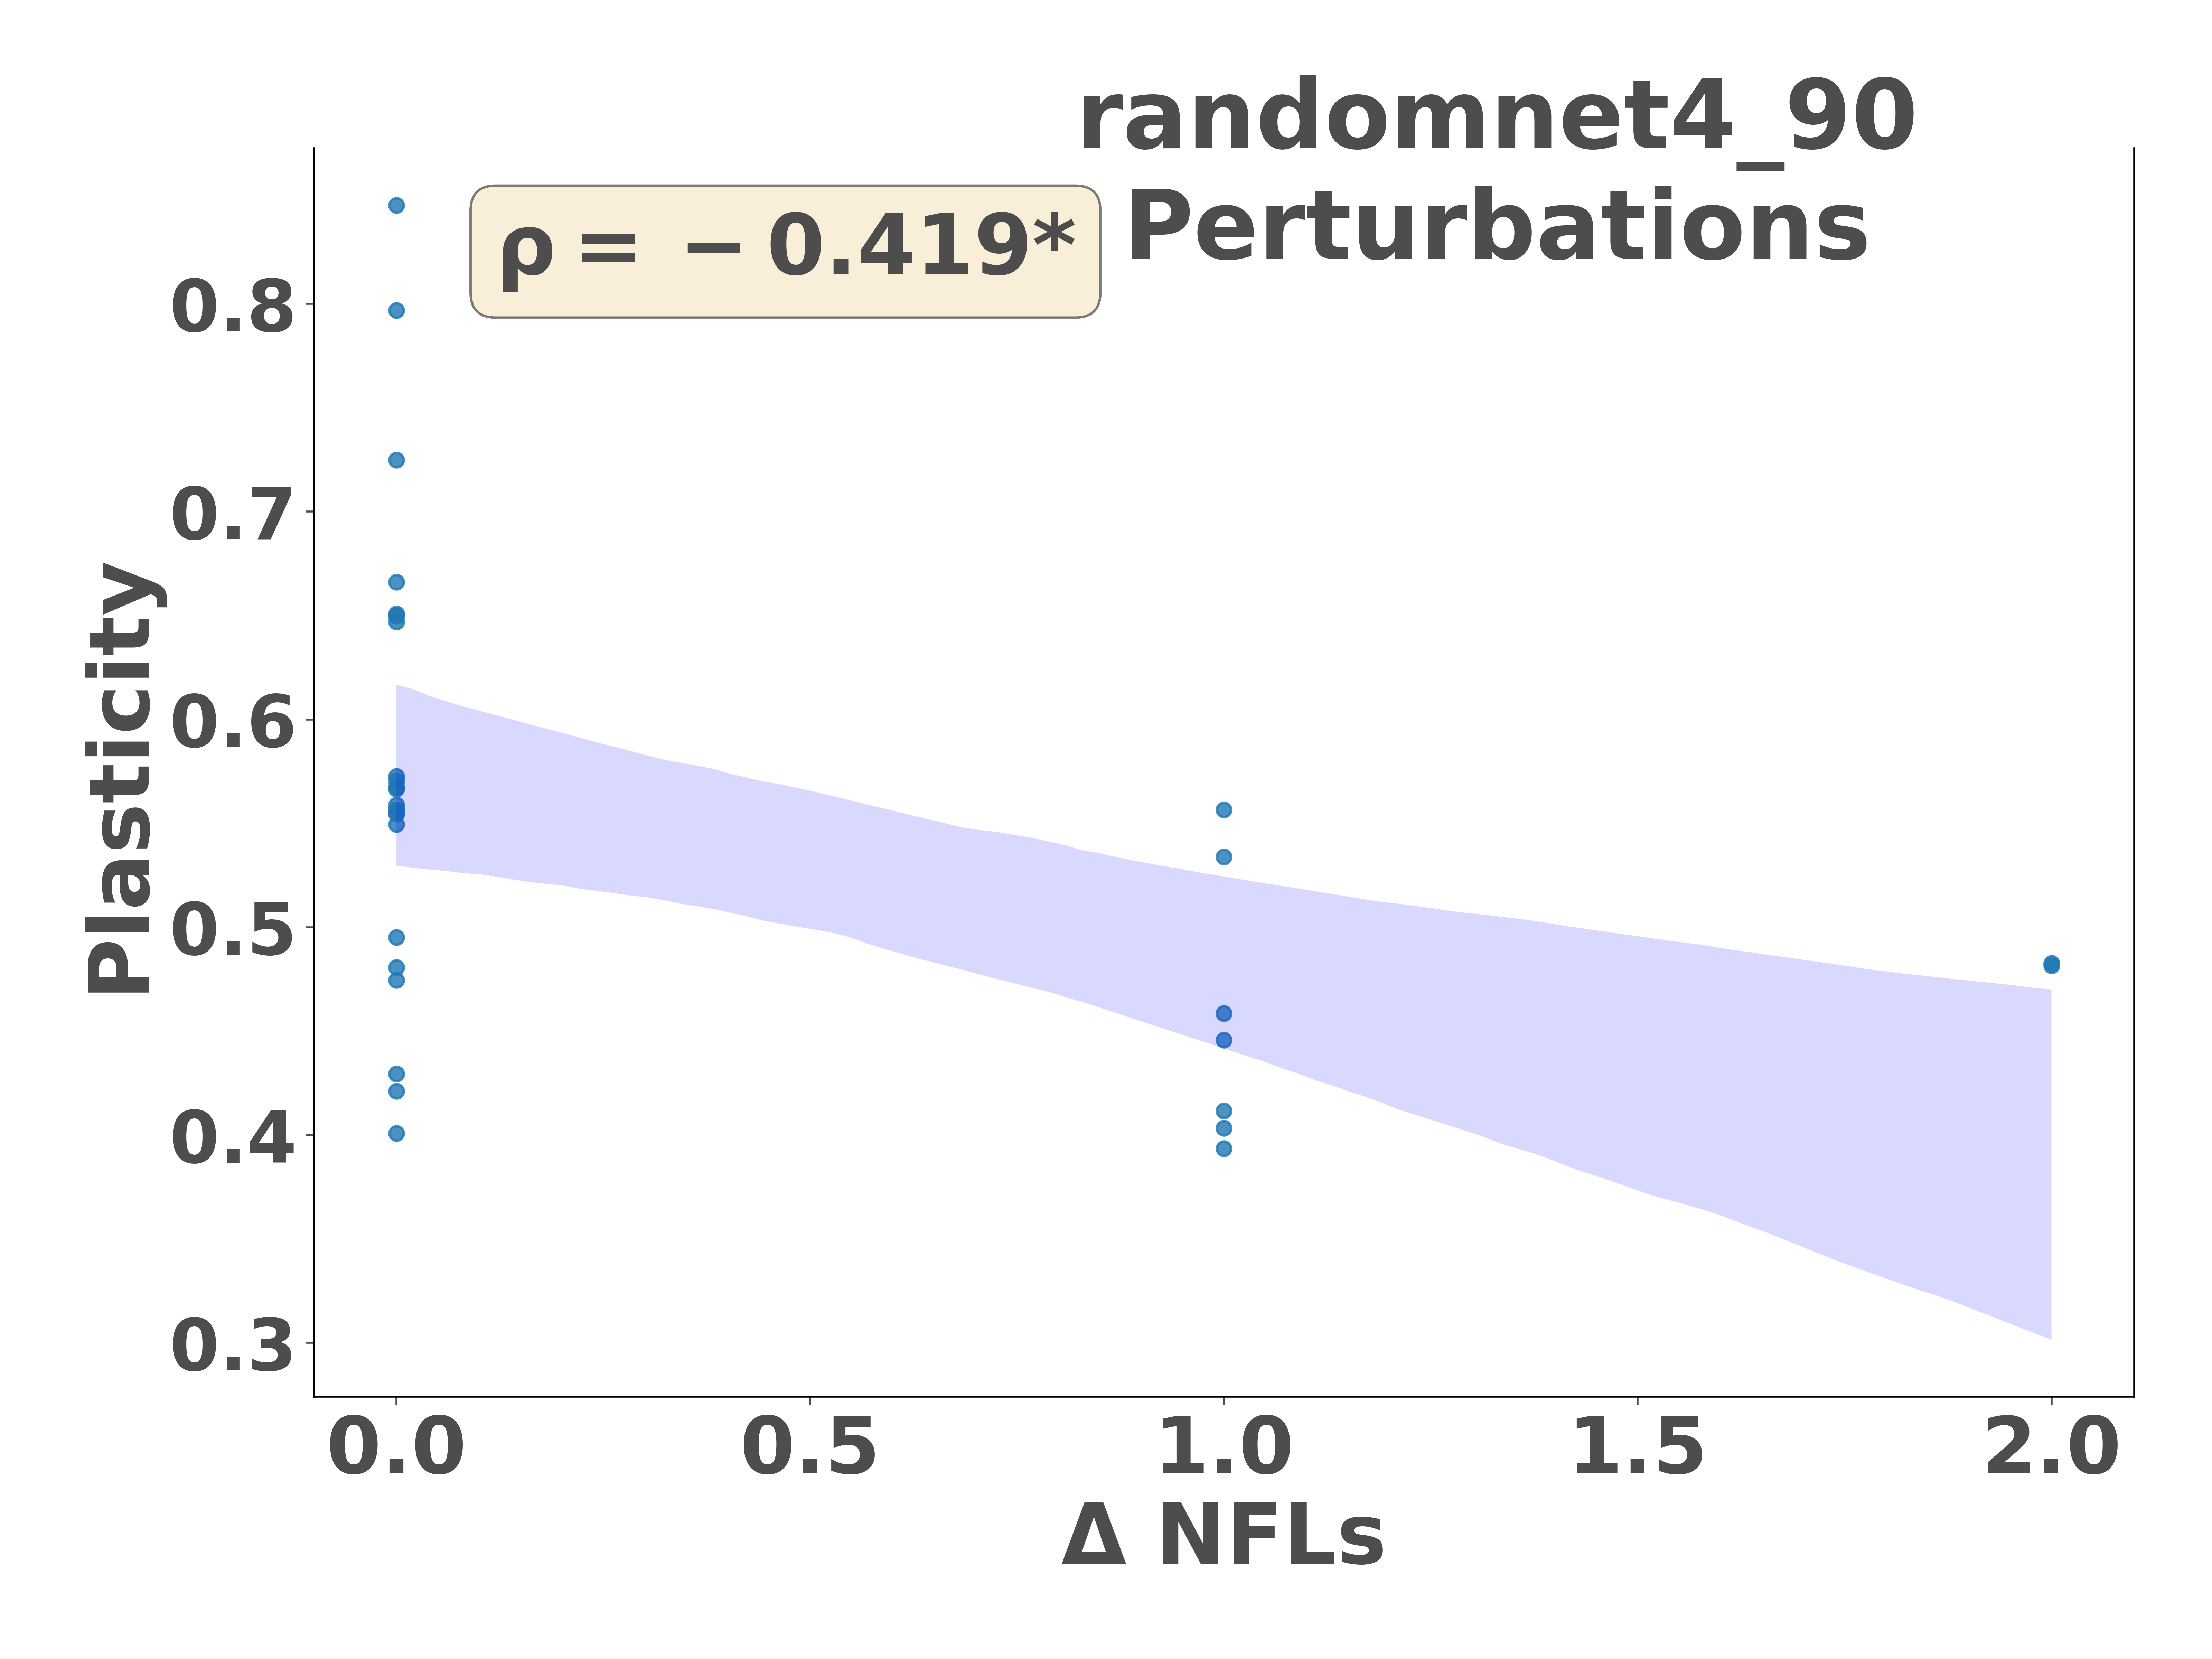 randomnet4_90
Perturbations
ρ = − 0.419*
Plasticity
0.8
0.7
0.6
0.5
0.4
0.3
0.0 0.5 1.0 1.5 2.0
Δ NFLs